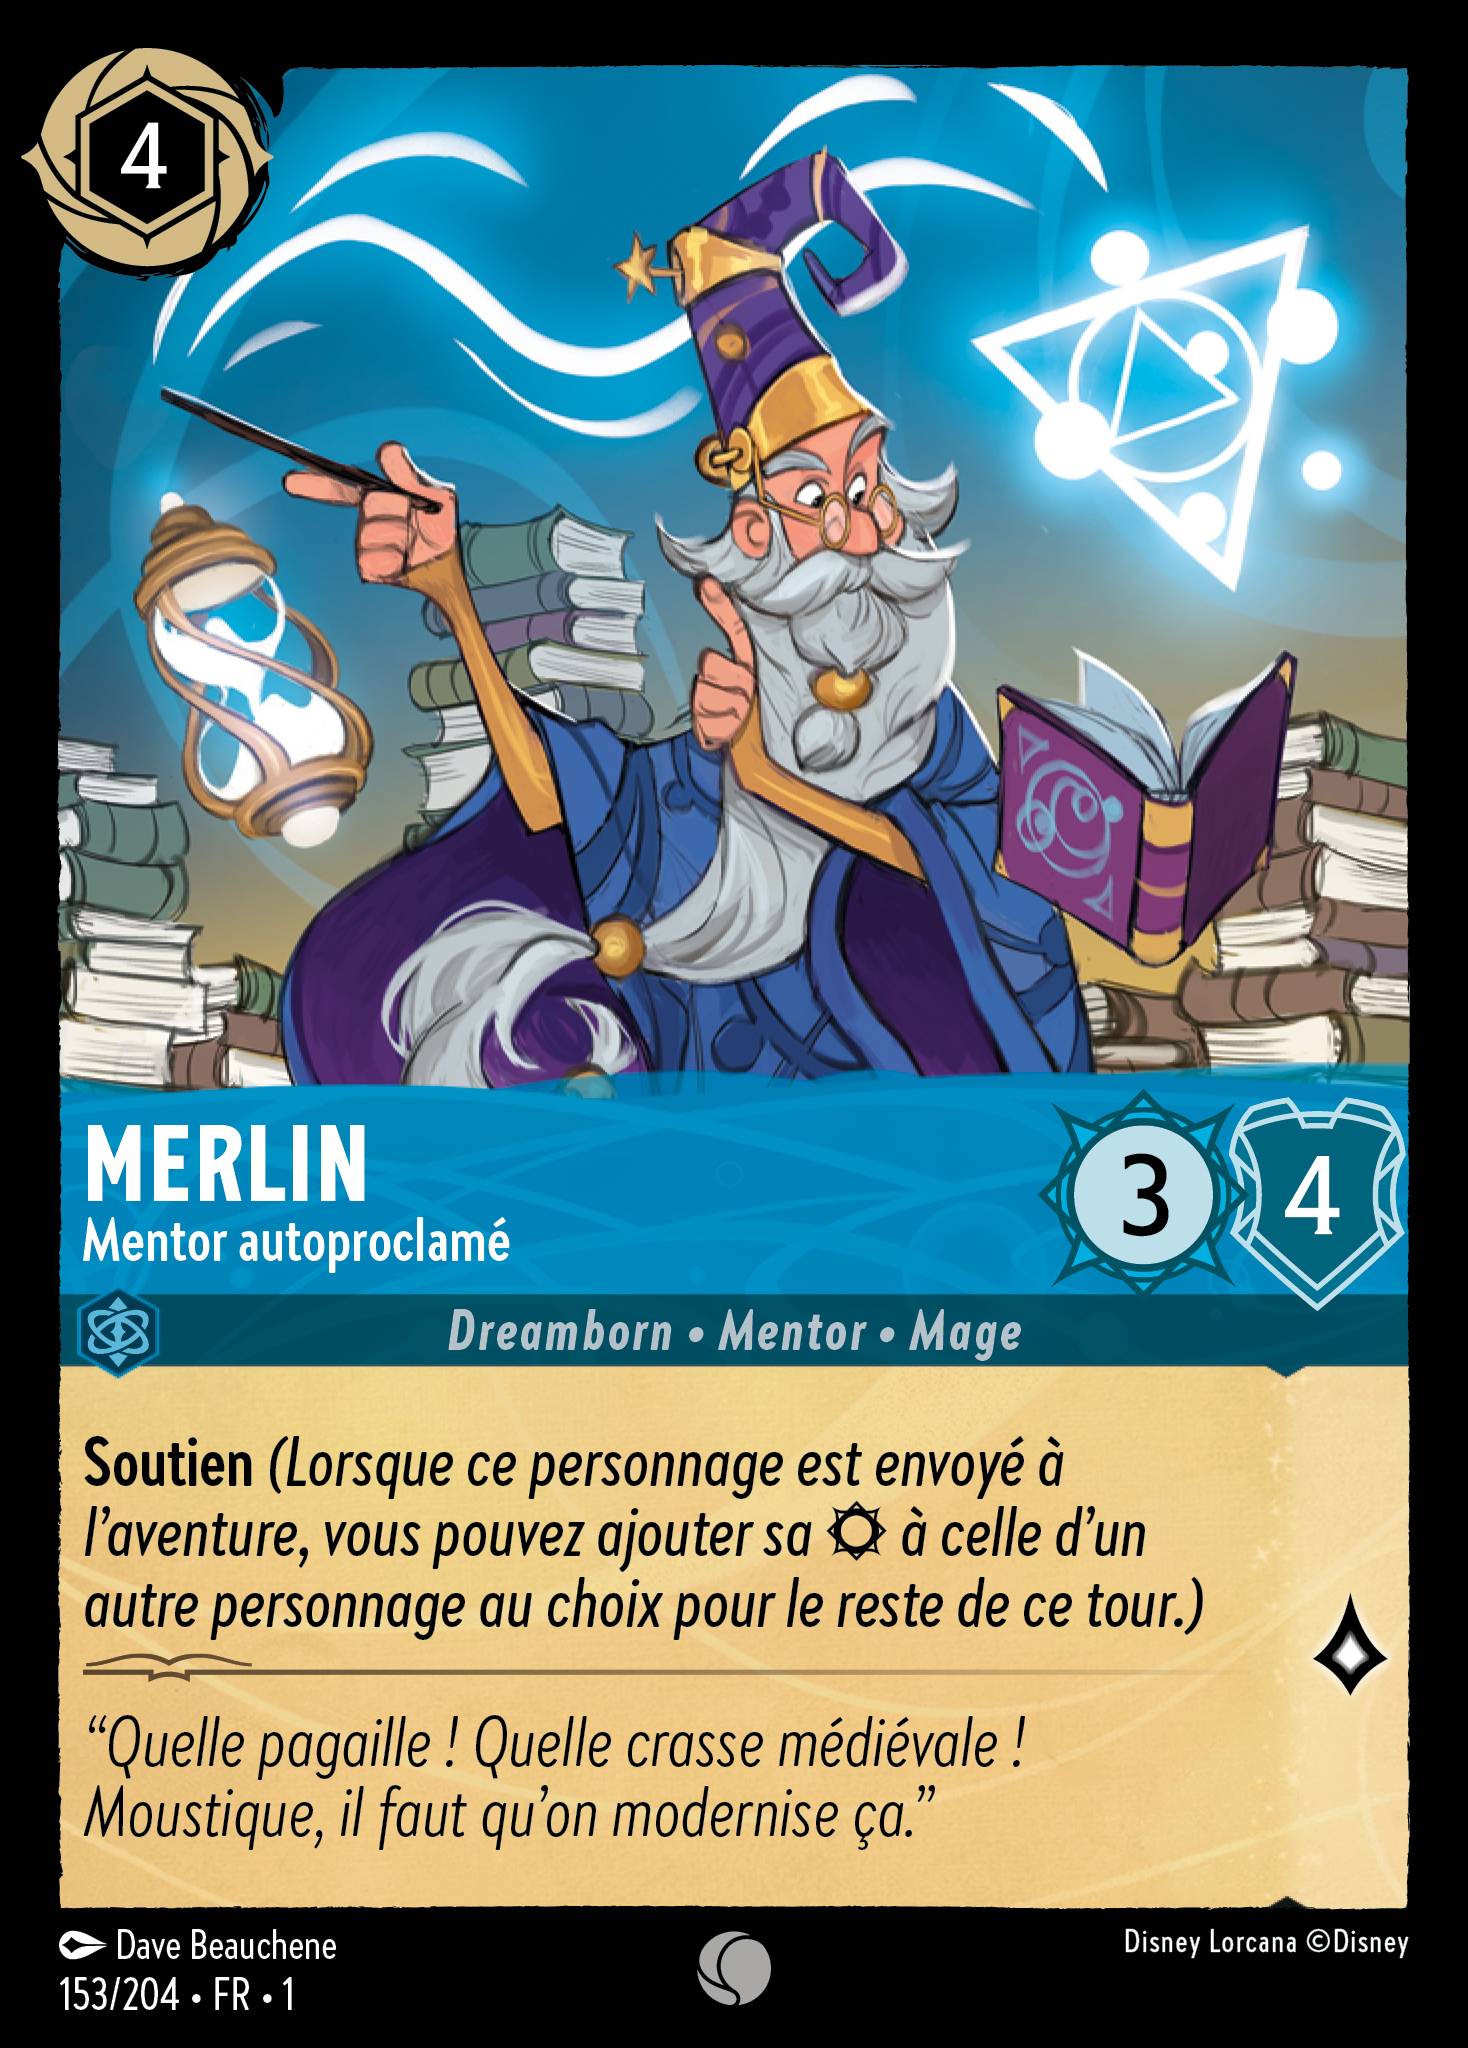 4
MERLIN
Mentor autoproclamé
3
4
Dreamborn • Mentor • Mage
Soutien (Lorsque ce personnage est envoyé à
l’aventure, vous pouvez ajouter sa à celle d’un
autre personnage au choix pour le reste de ce tour.)
“Quelle pagaille ! Quelle crasse médiévale !
Moustique, il faut qu’on modernise ça.”
Dave Beauchene
Disney Lorcana ©Disney
153/204 • FR • 1